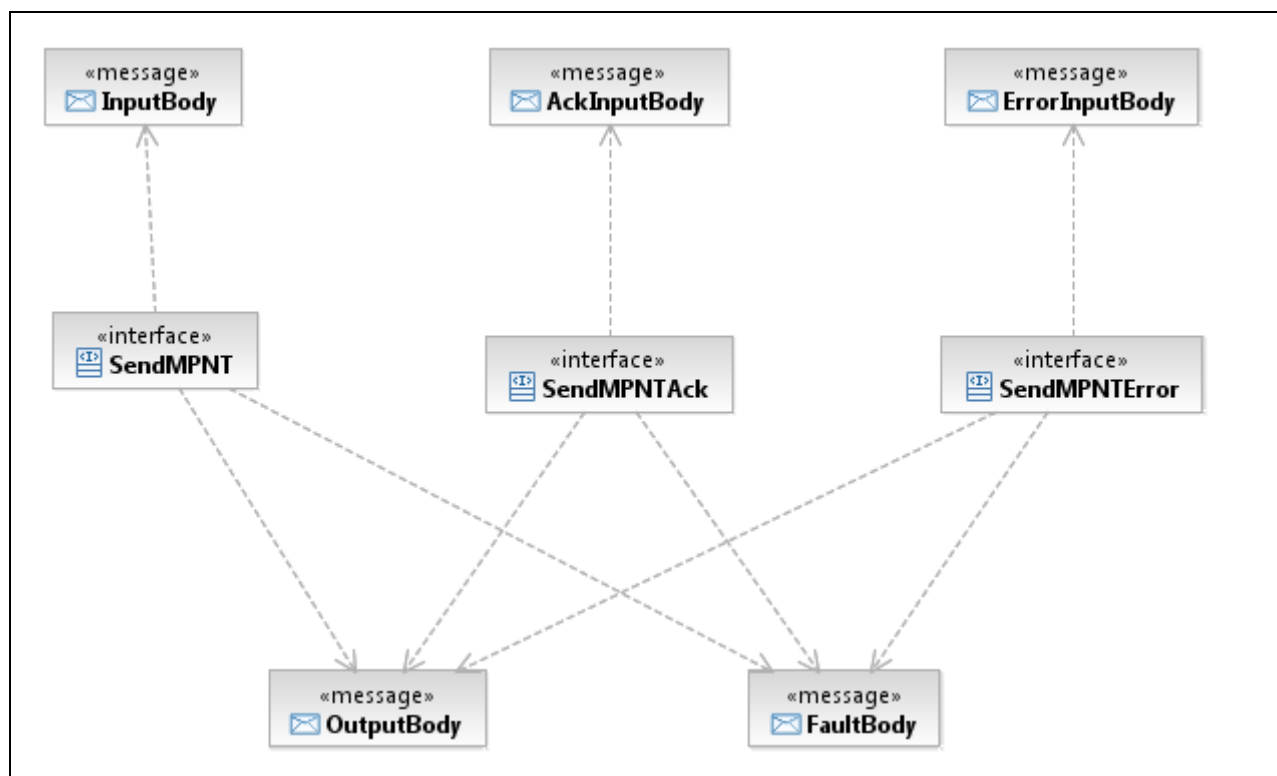 «message»
InputBody
«message»
AckInputBody
«message»
ErrorInputBody
«interface»
SendMPNT
«interface»
SendMPNTAck
«interface»
SendMPNTError
«message»
OutputBody
«message»
FaultBody